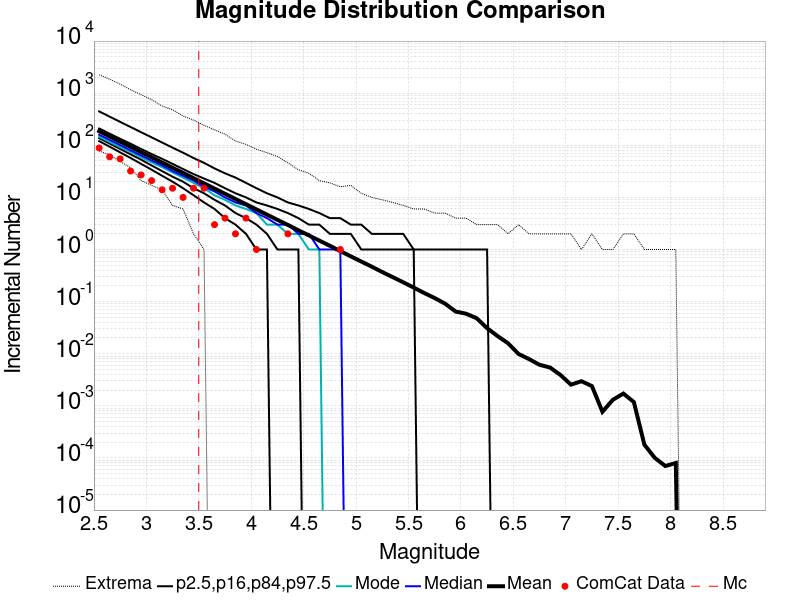 Magnitude Distribution Comparison
10^4
10^3
10^2
10^1
10^0
10^-1
10^-2
10^-3
10^-4
10^-5
Incremental Number
2.5 3 3.5 4 4.5 5 5.5 6 6.5 7 7.5 8 8.5
Magnitude
Extrema p2.5,p16,p84,p97.5 Mode Median Mean ComCat Data Mc